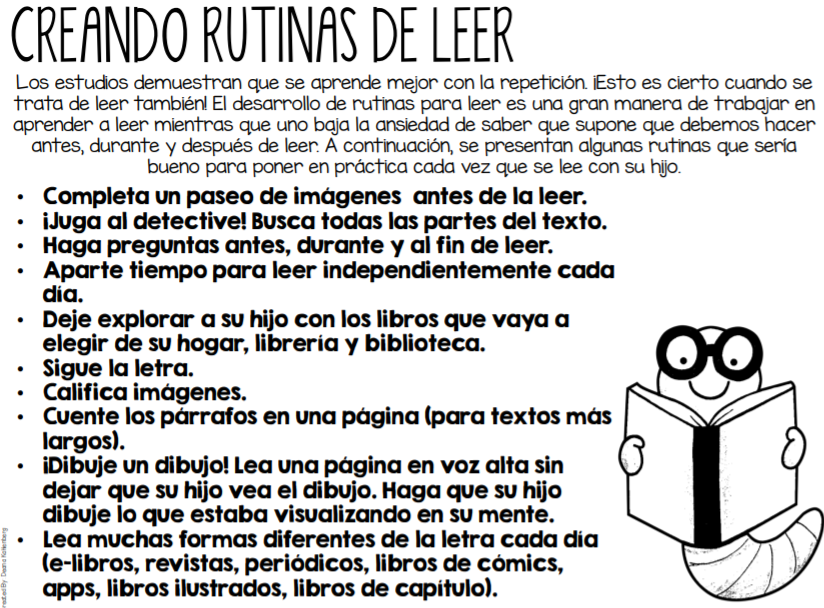 CREANDO RUTINAS DE LEER
Los estudios demuestran que se aprende mejor con la repetición. ¡Esto es cierto cuando se
trata de leer también! El desarrollo de rutinas para leer es una gran manera de trabajar en
aprender a leer mientras que uno baja la ansiedad de saber que supone que debemos hacer
antes, durante y después de leer. A continuación, se presentan algunas rutinas que sería
bueno para poner en práctica cada vez que se lee con su hijo.
• Completa un paseo de imágenes antes de la leer.
• ¡Juga al detective! Busca todas las partes del texto.
• Haga preguntas antes, durante y al fin de leer.
• Aparte tiempo para leer independientemente cada
día.
• Deje explorar a su hijo con los libros que vaya a
elegir de su hogar, librería y biblioteca.
• Sigue la letra.
• Califica imágenes.
• Cuente los párrafos en una página (para textos más
largos).
• ¡Dibuje un dibujo! Lea una página en voz alta sin
dejar que su hijo vea el dibujo. Haga que su hijo
dibuje lo que estaba visualizando en su mente.
• Lea muchas formas diferentes de la letra cada día
(e-libros, revistas, periódicos, libros de cómics,
apps, libros ilustrados, libros de capítulo).